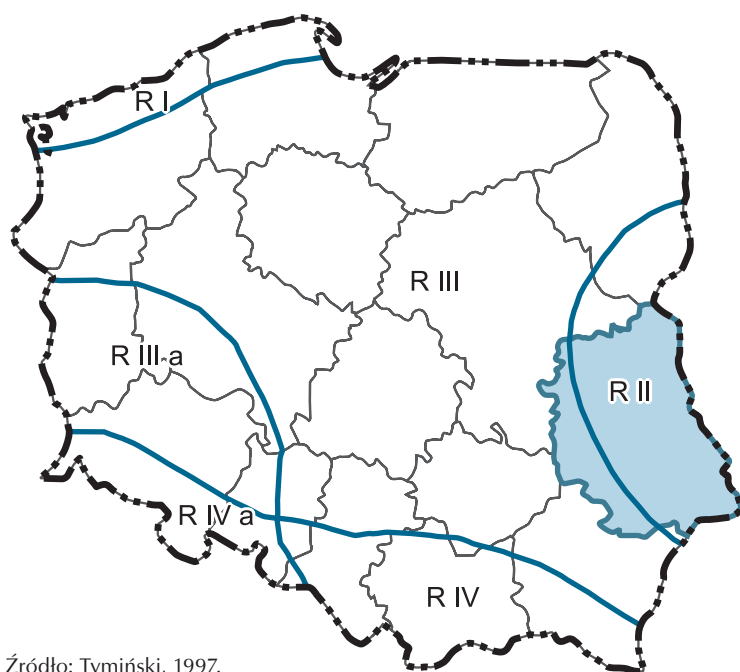 R I
R III
R III a
R II
R IV a
R IV
Źródło: Tymiński, 1997.